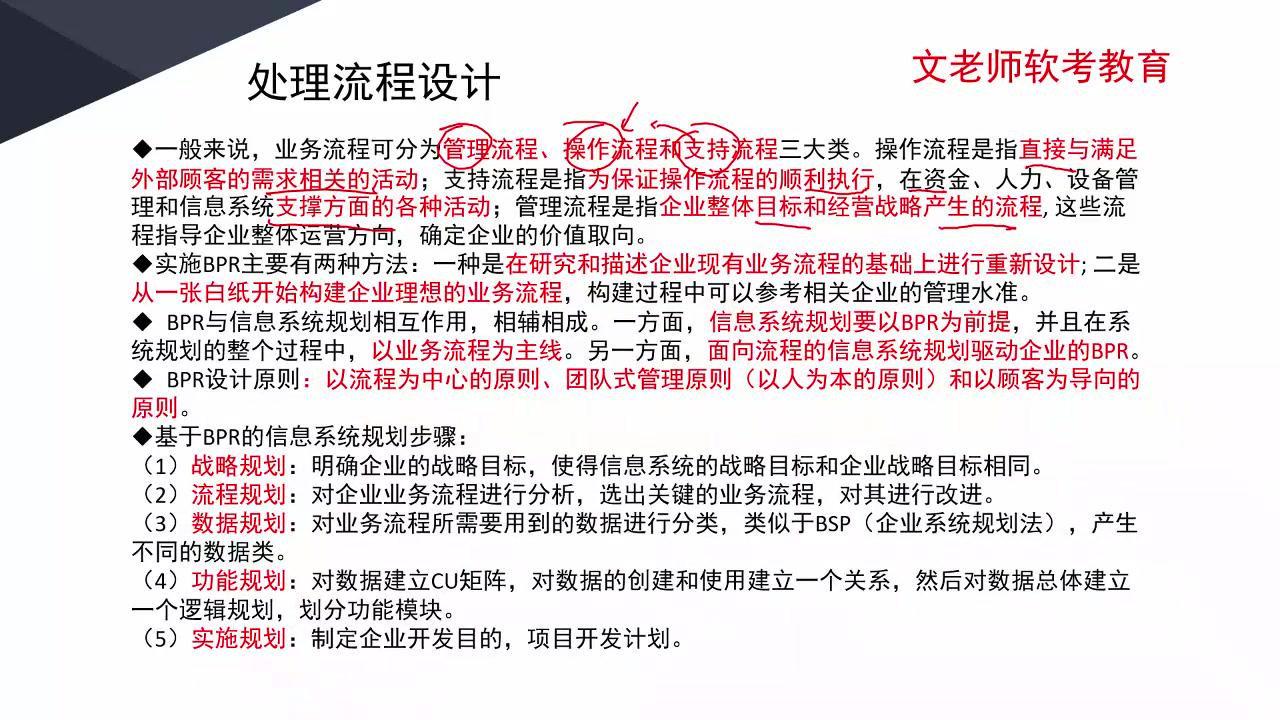 处理流程设计
文老师软考教育
◆一般来说，业务流程可分为管理流程、操作流程和支持流程三大类。操作流程是指直接与满足
外部顾客的需求相关的活动；支持流程是指为保证操作流程的顺利执行，在资金、人力、设备管
理和信息系统支撑方面的各种活动；管理流程是指企业整体目标和经营战略产生的流程, 这些流
程指导企业整体运营方向，确定企业的价值取向。
◆实施BPR主要有两种方法：一种是在研究和描述企业现有业务流程的基础上进行重新设计; 二是
从一张白纸开始构建企业理想的业务流程，构建过程中可以参考相关企业的管理水准。
◆ BPR与信息系统规划相互作用，相辅相成。一方面，信息系统规划要以BPR为前提，并且在系
统规划的整个过程中，以业务流程为主线。另一方面，面向流程的信息系统规划驱动企业的BPR。
◆ BPR设计原则：以流程为中心的原则、团队式管理原则（以人为本的原则）和以顾客为导向的
原则。
◆基于BPR的信息系统规划步骤：
（1）战略规划：明确企业的战略目标，使得信息系统的战略目标和企业战略目标相同。
（2）流程规划：对企业业务流程进行分析，选出关键的业务流程，对其进行改进。
（3）数据规划：对业务流程所需要用到的数据进行分类，类似于BSP（企业系统规划法），产生
不同的数据类。
（4）功能规划：对数据建立CU矩阵，对数据的创建和使用建立一个关系，然后对数据总体建立
一个逻辑规划，划分功能模块。
（5）实施规划：制定企业开发目的，项目开发计划。